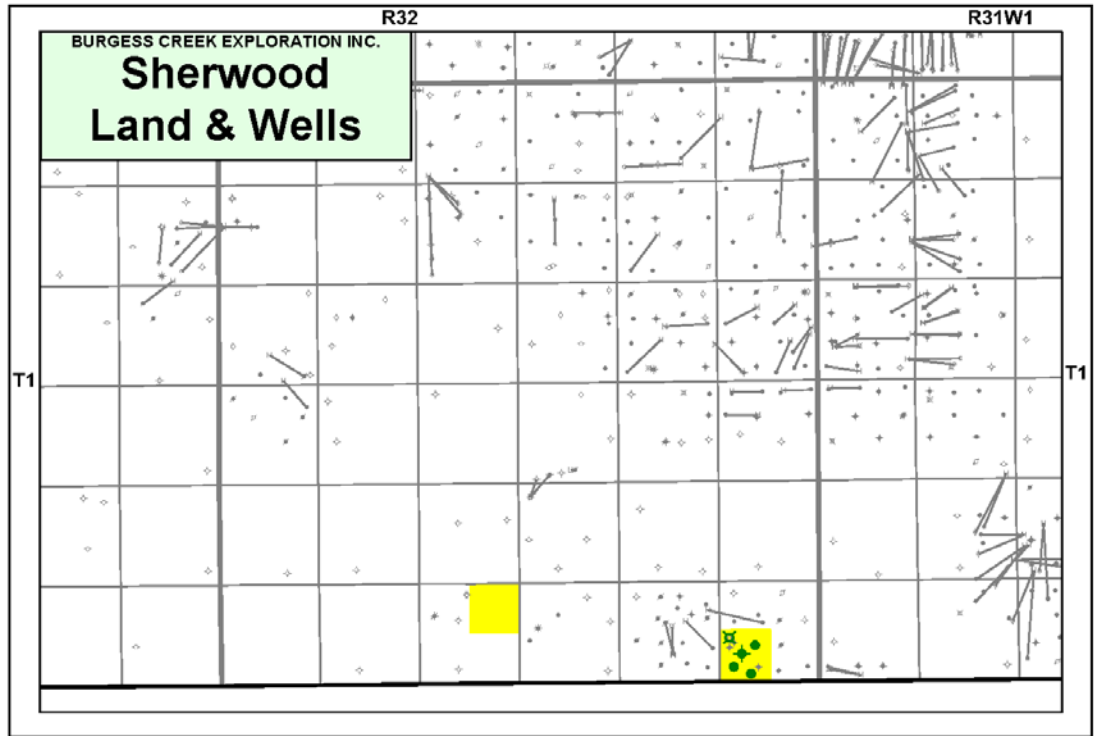 R32
R31W1
BURGESS CREEK EXPLORATION INC.
Sherwood
Land & Wells
T1
T1